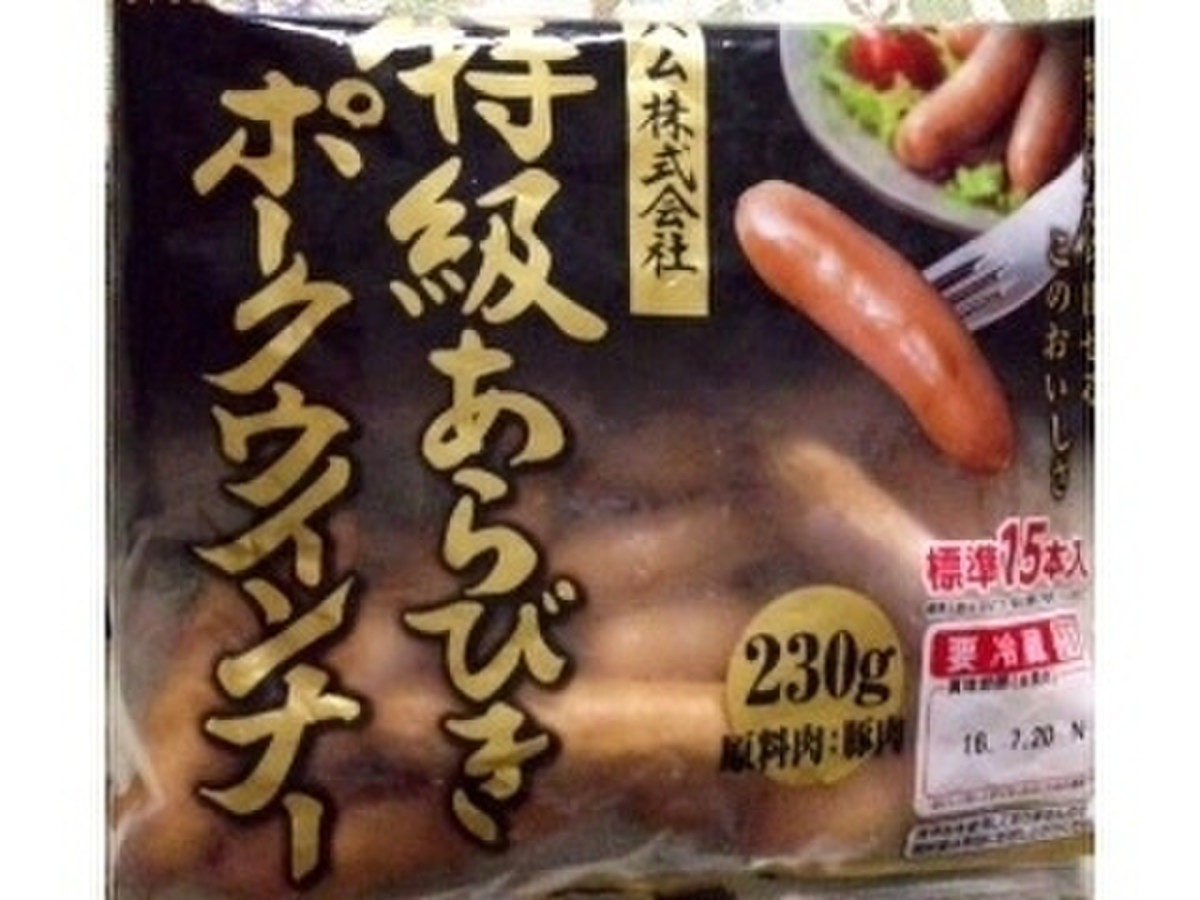 ハム株式会社
特級あらびき
ポークウインナー
このおいしさ
標準15本入
230g
原料肉:豚肉
要冷蔵
16. 7.20 N